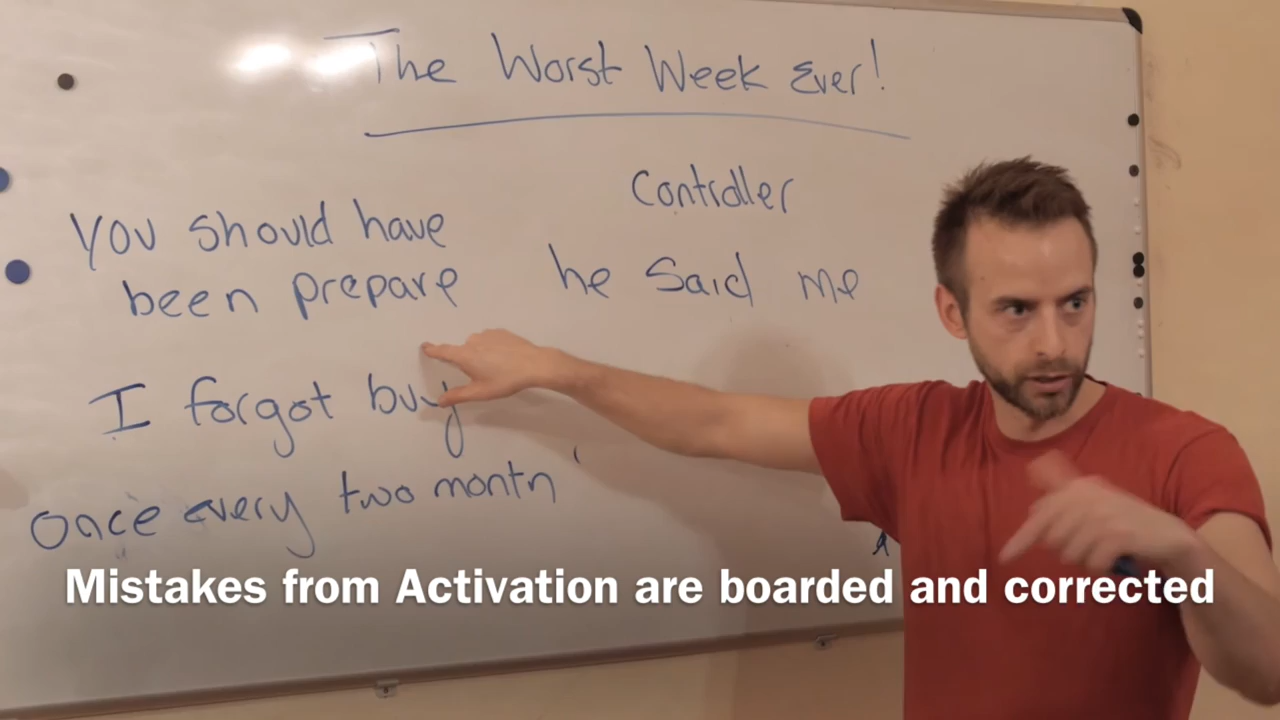 The Worst Week Ever!
Controller
You should have
been prepare
he said me
I forgot buy
once every two month
Mistakes from Activation are boarded and corrected